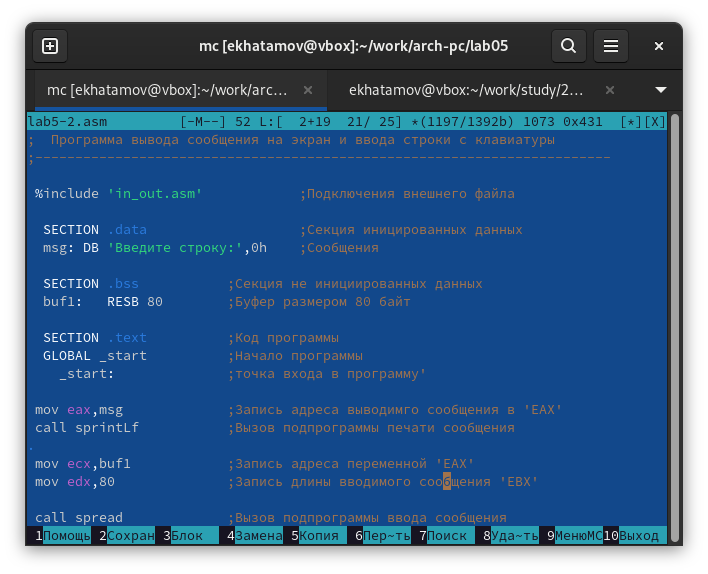 mc [ekhatamov@vbox]:~/work/arch-pc/lab05
mc [ekhatamov@vbox]:~/work/arc… × ekhatamov@vbox:~/work/study/2… ×
lab5-2.asm [-M--] 52 L:[ 2+19 21/ 25] *(1197/1392b) 1073 0x431 [*][X]
; Программа вывода сообщения на экран и ввода строки с клавиатуры
;------------------------------------------------------------------------
%include 'in_out.asm' ;Подключения внешнего файла
SECTION .data ;Секция иницированных данных
msg: DB 'Введите строку:',0h ;Сообщения
SECTION .bss ;Секция не инициированных данных
buf1: RESB 80 ;Буфер размером 80 байт
SECTION .text ;Код программы
GLOBAL _start ;Начало программы
_start: ;точка входа в программу'
mov eax,msg ;Запись адреса выводимго сообщения в 'EAX'
call sprintLf ;Вызов подпрограммы печати сообщения
.
mov ecx,buf1 ;Запись адреса переменной 'EAX'
mov edx,80 ;Запись длины вводимого сообщения 'EBX'
call spread ;Вызов подпрограммы ввода сообщения
1Помощь 2Сохран 3Блок 4Замена 5Копия 6Пер~ть 7Поиск 8Уда~ть 9МенюMC 10Выход